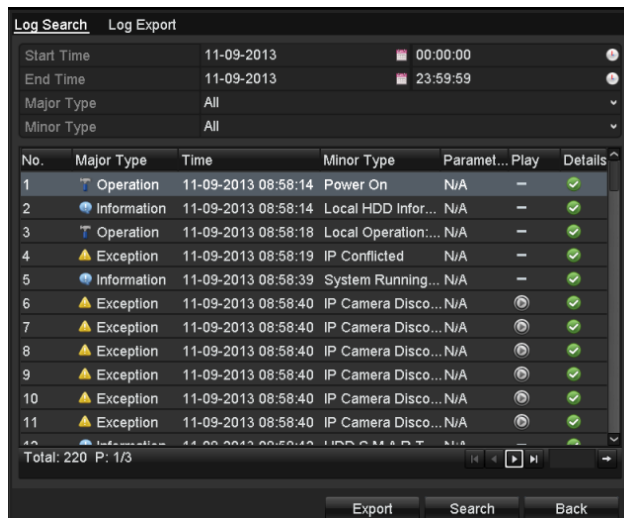 Log Search Log Export
Start Time 11-09-2013 00:00:00
End Time 11-09-2013 23:59:59
Major Type All
Minor Type All
No. Major Type Time Minor Type Paramet... Play Details
1 Operation 11-09-2013 08:58:14 Power On N/A –
2 Information 11-09-2013 08:58:14 Local HDD Infor... N/A –
3 Operation 11-09-2013 08:58:18 Local Operation:... N/A –
4 Exception 11-09-2013 08:58:19 IP Conflicted N/A –
5 Information 11-09-2013 08:58:39 System Running... N/A –
6 Exception 11-09-2013 08:58:40 IP Camera Disco... N/A
7 Exception 11-09-2013 08:58:40 IP Camera Disco... N/A
8 Exception 11-09-2013 08:58:40 IP Camera Disco... N/A
9 Exception 11-09-2013 08:58:40 IP Camera Disco... N/A
10 Exception 11-09-2013 08:58:40 IP Camera Disco... N/A
11 Exception 11-09-2013 08:58:40 IP Camera Disco... N/A
Total: 220 P: 1/3
Export Search Back